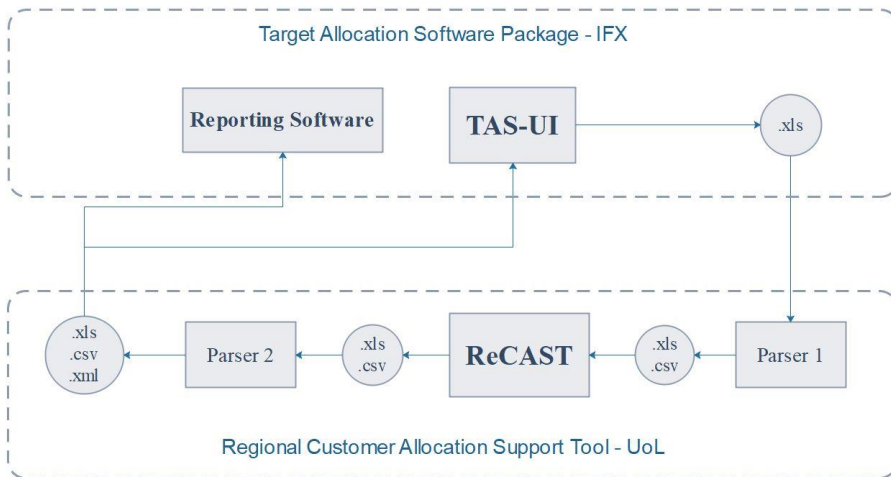 Target Allocation Software Package - IFX
Reporting Software
TAS-UI
.xls
.xls
.csv
.xml
Parser 2
.xls
.csv
ReCAST
.xls
.csv
Parser 1
Regional Customer Allocation Support Tool - UoL